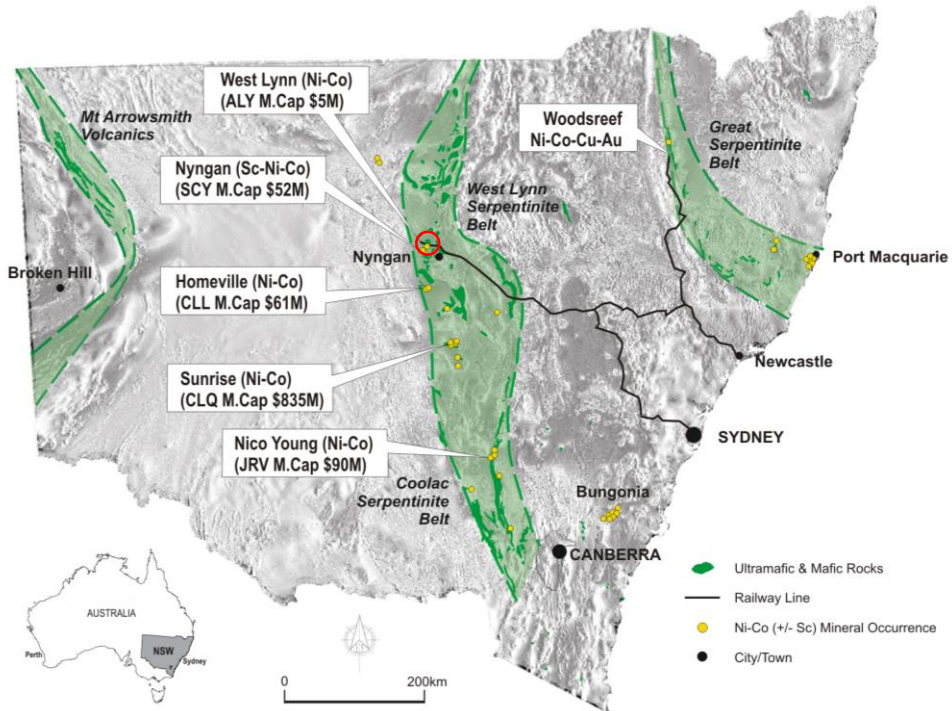 West Lynn (Ni-Co)
(ALY M.Cap $5M)
Mt Arrowsmith
Volcanics
Woodsreef
Ni-Co-Cu-Au
Great
Serpentinite
Belt
Nyngan (Sc-Ni-Co)
(SCY M.Cap $52M)
West Lynn
Serpentinite
Belt
Nyngan
Port Macquarie
Broken Hill
Homeville (Ni-Co)
(CLL M.Cap $61M)
Newcastle
Sunrise (Ni-Co)
(CLQ M.Cap $835M)
SYDNEY
Nico Young (Ni-Co)
(JRV M.Cap $90M)
Coolac
Serpentinite
Belt
Bungonia
CANBERRA
Ultramafic & Mafic Rocks
Railway Line
Ni-Co (+/- Sc) Mineral Occurrence
City/Town
AUSTRALIA
NSW
Perth
Sydney
0
200km